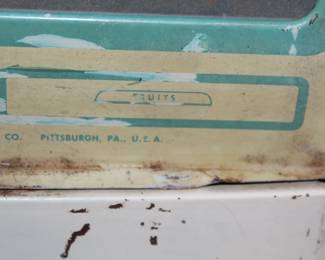 FRUITS
CO. PITTSBURGH, PA., U.S.A.